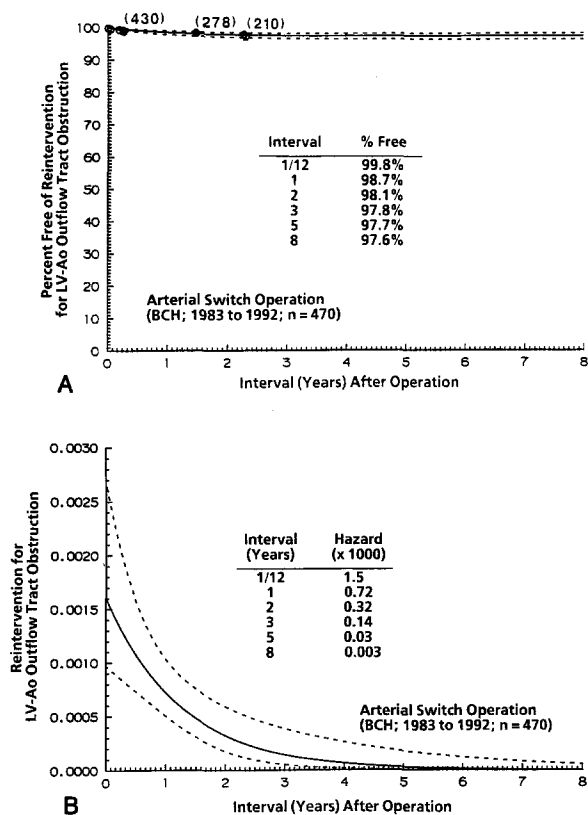 (430) (278) (210)
100
90
80
70
60
50
40
30
20
10
0
Percent Free of Reintervention
for LV-Ao Outflow Tract Obstruction
Interval % Free
1/12 99.8%
1 98.7%
2 98.1%
3 97.8%
5 97.7%
8 97.6%
Arterial Switch Operation
(BCH; 1983 to 1992; n = 470)
0 1 2 3 4 5 6 7 8
Interval (Years) After Operation
A
0.0030
0.0025
0.0020
0.0015
0.0010
0.0005
0.0000
Reintervention for
LV-Ao Outflow Tract Obstruction
Interval Hazard
(Years) (x 1000)
1/12 1.5
1 0.72
2 0.32
3 0.14
5 0.03
8 0.003
Arterial Switch Operation
(BCH; 1983 to 1992; n = 470)
0 1 2 3 4 5 6 7 8
Interval (Years) After Operation
B